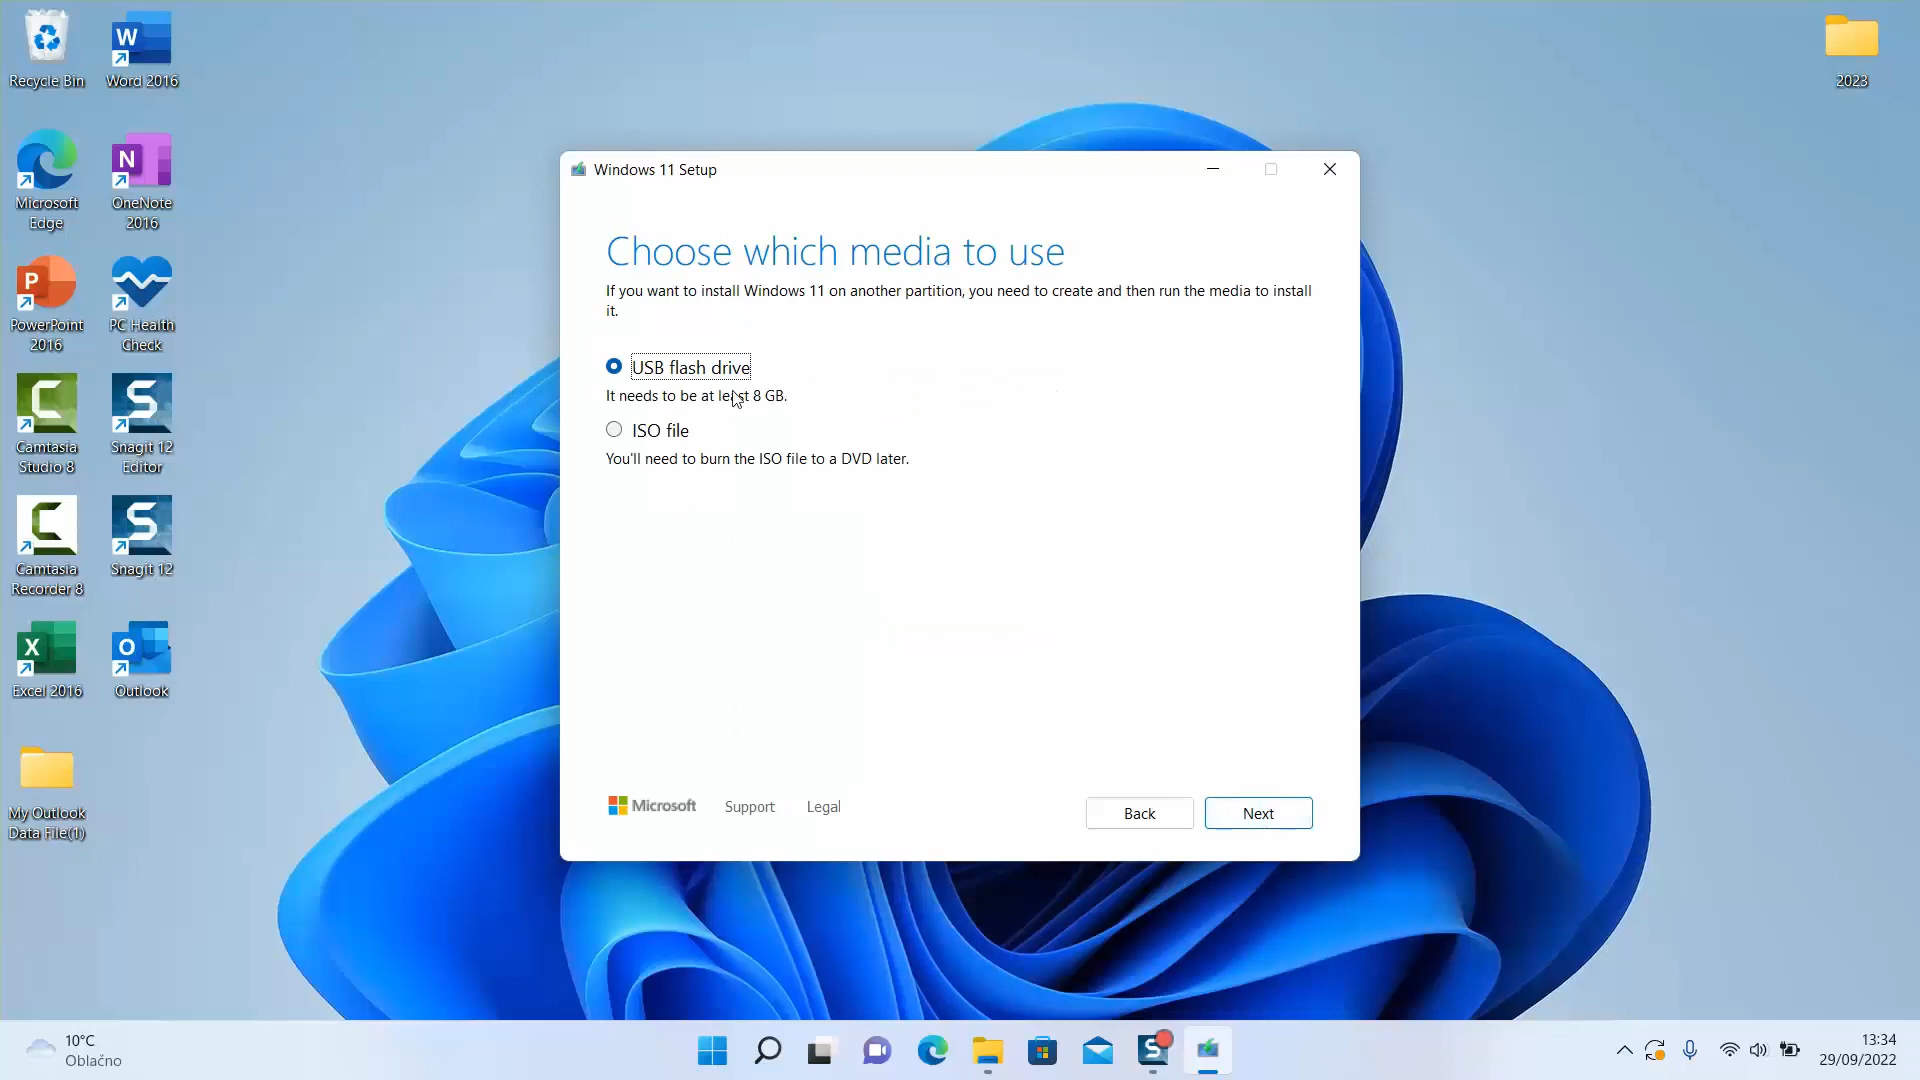 Recycle Bin
Word 2016
2023
Microsoft
Edge
OneNote
2016
PowerPoint
2016
PC Health
Check
Camtasia
Studio 8
Snagit 12
Editor
Camtasia
Recorder 8
Snagit 12
Excel 2016
Outlook
My Outlook
Data File(1)
Windows 11 Setup
Choose which media to use
If you want to install Windows 11 on another partition, you need to create and then run the media to install
it.
USB flash drive
It needs to be at least 8 GB.
ISO file
You'll need to burn the ISO file to a DVD later.
Microsoft
Support
Legal
Back
Next
10°C
Oblačno
13:34
29/09/2022